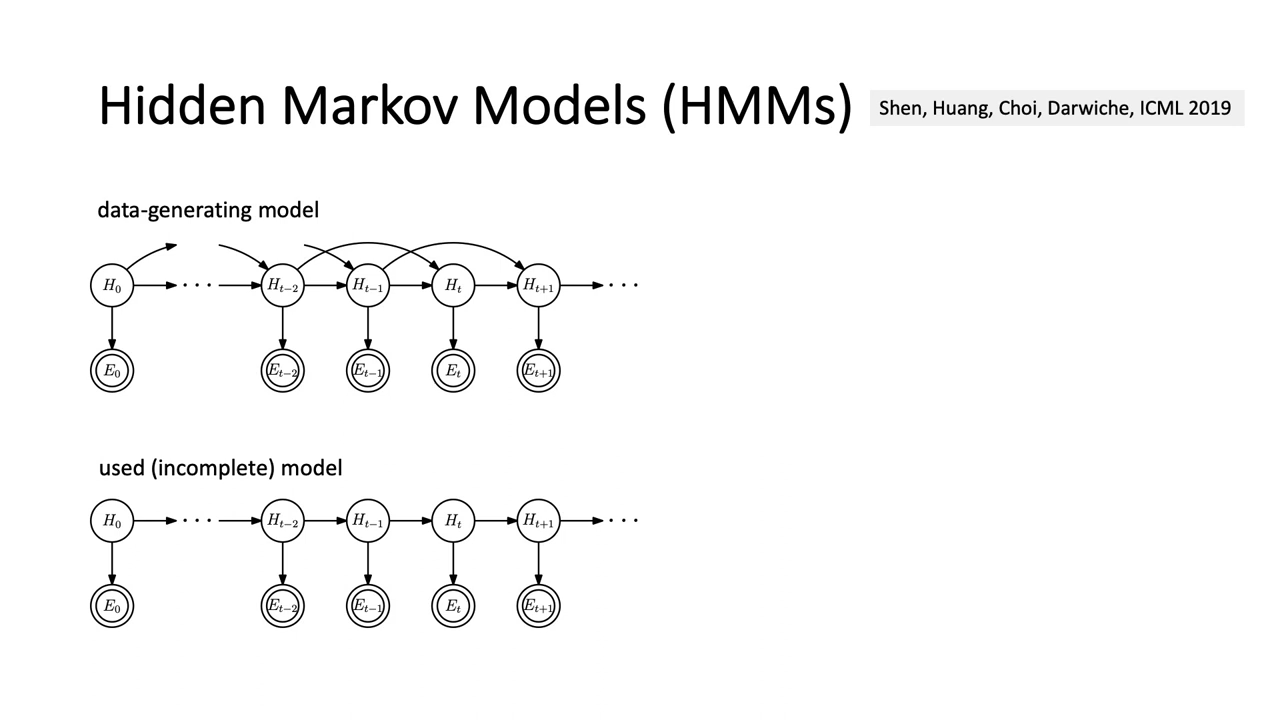 Hidden Markov Models (HMMs)
Shen, Huang, Choi, Darwiche, ICML 2019
data-generating model
H₀ · · · Hₜ₋₂ Hₜ₋₁ Hₜ Hₜ₊₁ · · ·
E₀ Eₜ₋₂ Eₜ₋₁ Eₜ Eₜ₊₁
used (incomplete) model
H₀ · · · Hₜ₋₂ Hₜ₋₁ Hₜ Hₜ₊₁ · · ·
E₀ Eₜ₋₂ Eₜ₋₁ Eₜ Eₜ₊₁